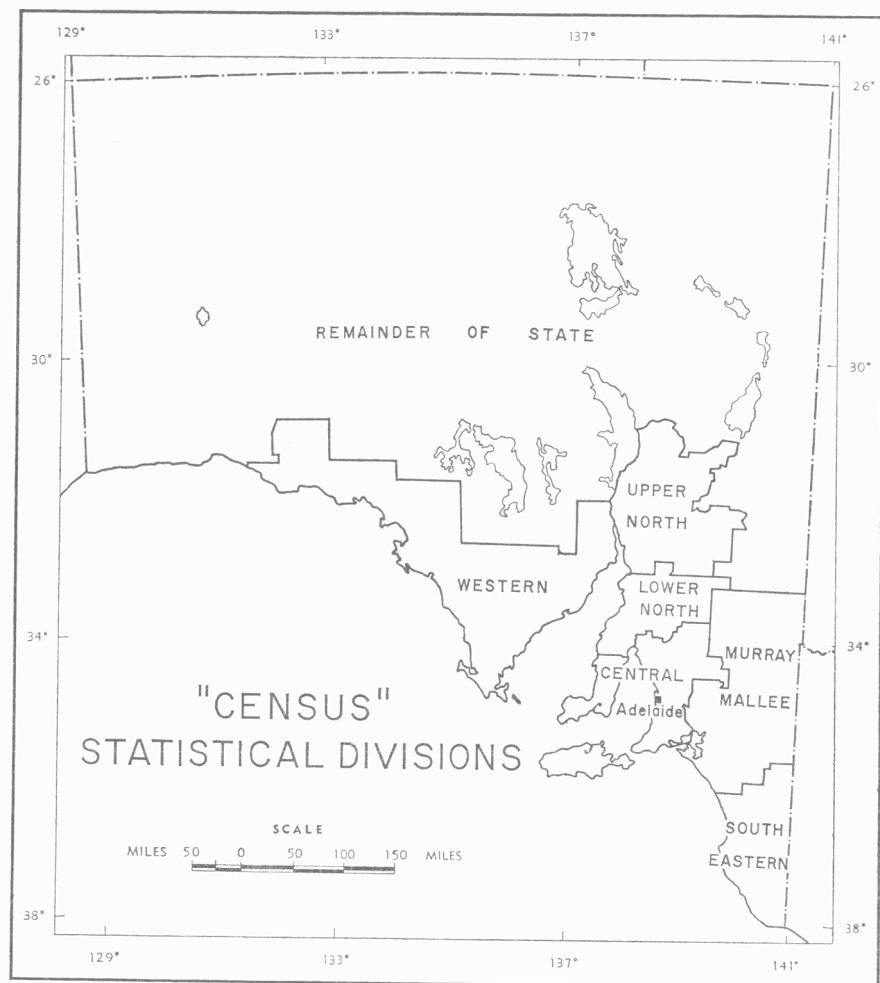 129° 133° 137° 141°
26° 26°
REMAINDER OF STATE
30° 30°
UPPER
NORTH
WESTERN
LOWER
NORTH
34° 34°
MURRAY
CENTRAL
MALLEE
Adelaide
"CENSUS"
STATISTICAL DIVISIONS
SOUTH
EASTERN
SCALE
MILES 50 0 50 100 150 MILES
38° 38°
129° 133° 137° 141°